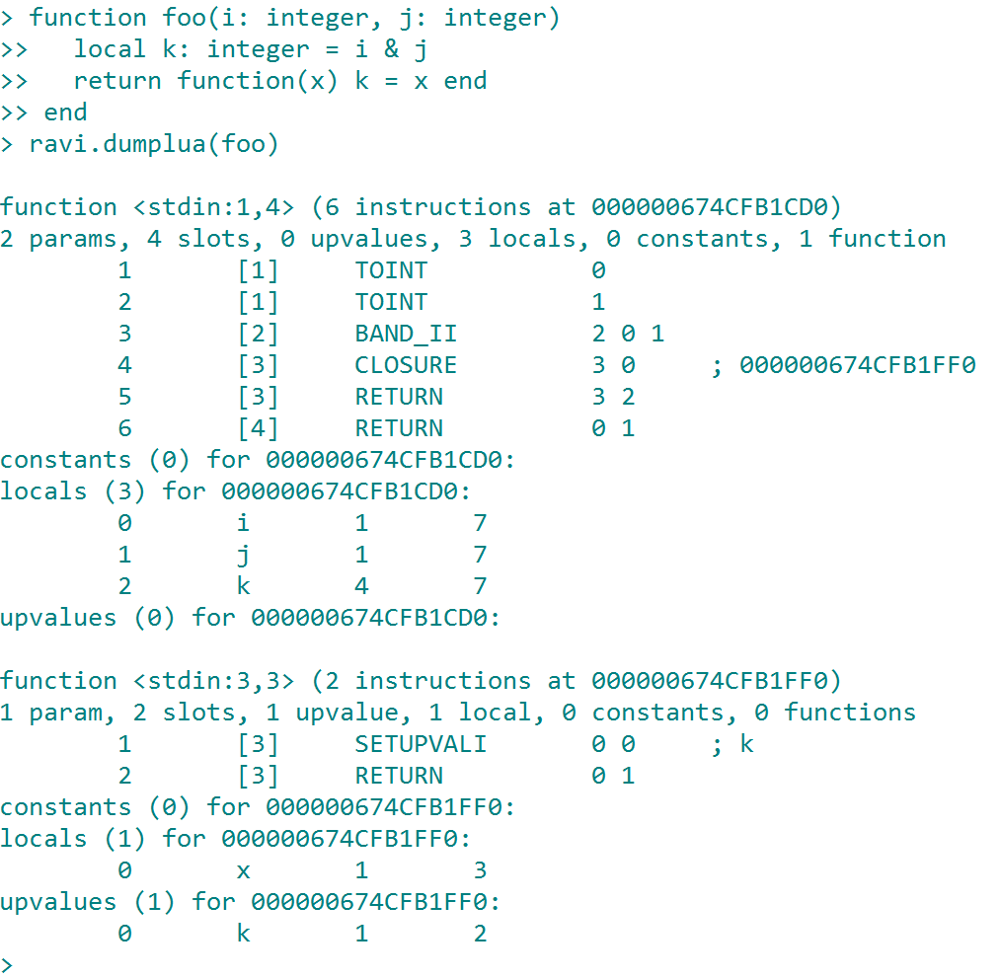 > function foo(i: integer, j: integer)
>>   local k: integer = i & j
>>   return function(x) k = x end
>> end
> ravi.dumplua(foo)

function <stdin:1,4> (6 instructions at 000000674CFB1CD0)
2 params, 4 slots, 0 upvalues, 3 locals, 0 constants, 1 function
        1       [1]     TOINT           0
        2       [1]     TOINT           1
        3       [2]     BAND_II         2 0 1
        4       [3]     CLOSURE         3 0     ; 000000674CFB1FF0
        5       [3]     RETURN          3 2
        6       [4]     RETURN          0 1
constants (0) for 000000674CFB1CD0:
locals (3) for 000000674CFB1CD0:
        0       i       1       7
        1       j       1       7
        2       k       4       7
upvalues (0) for 000000674CFB1CD0:

function <stdin:3,3> (2 instructions at 000000674CFB1FF0)
1 param, 2 slots, 1 upvalue, 1 local, 0 constants, 0 functions
        1       [3]     SETUPVALI       0 0     ; k
        2       [3]     RETURN          0 1
constants (0) for 000000674CFB1FF0:
locals (1) for 000000674CFB1FF0:
        0       x       1       3
upvalues (1) for 000000674CFB1FF0:
        0       k       1       2
>